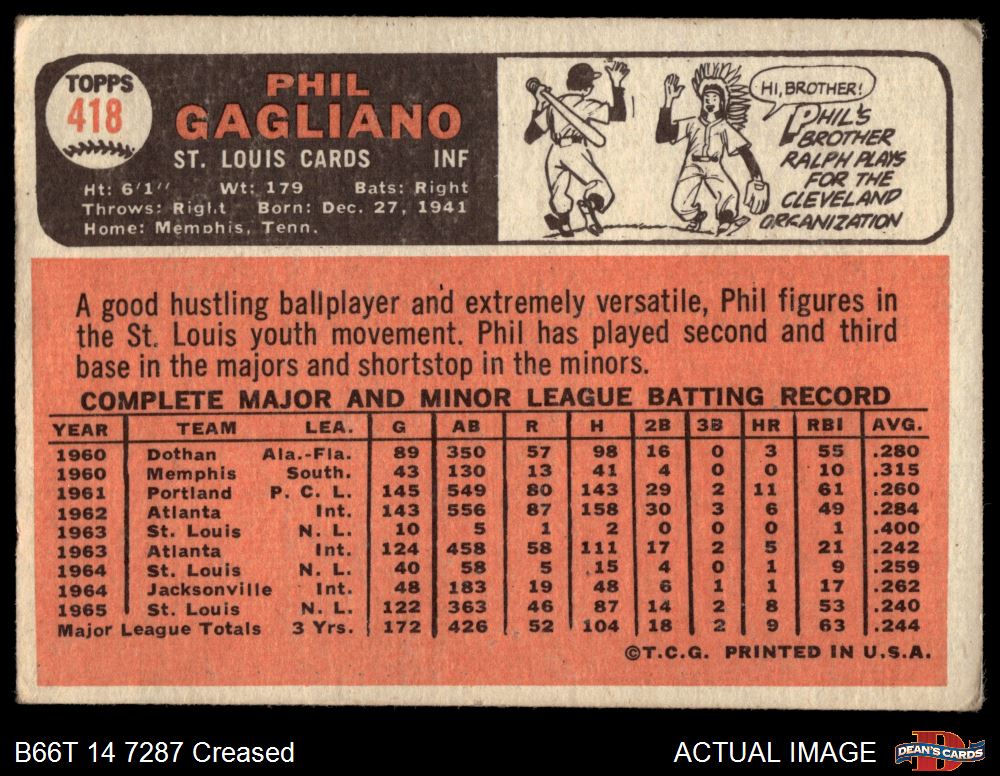 TOPPS
418
PHIL
GAGLIANO
ST. LOUIS CARDS INF
Ht: 6'1" Wt: 179 Bats: Right
Throws: Right Born: Dec. 27, 1941
Home: Memphis, Tenn.
HI, BROTHER!
PHIL'S
BROTHER
RALPH PLAYS
FOR THE
CLEVELAND
ORGANIZATION
A good hustling ballplayer and extremely versatile, Phil figures in
the St. Louis youth movement. Phil has played second and third
base in the majors and shortstop in the minors.
COMPLETE MAJOR AND MINOR LEAGUE BATTING RECORD
YEAR TEAM LEA. G AB R H 2B 3B HR RBI AVG.
1960 Dothan Ala.-Fla. 89 350 57 98 16 0 3 55 .280
1960 Memphis South. 43 130 13 41 4 0 0 10 .315
1961 Portland P. C. L. 145 549 80 143 29 2 11 61 .260
1962 Atlanta Int. 143 556 87 158 30 3 6 49 .284
1963 St. Louis N. L. 10 5 1 2 0 0 0 1 .400
1963 Atlanta Int. 124 458 58 111 17 2 5 21 .242
1964 St. Louis N. L. 40 58 5 15 4 0 1 9 .259
1964 Jacksonville Int. 48 183 19 48 6 1 1 17 .262
1965 St. Louis N. L. 122 363 46 87 14 2 8 53 .240
Major League Totals 3 Yrs. 172 426 52 104 18 2 9 63 .244
©T.C.G. PRINTED IN U.S.A.
B66T 14 7287 Creased
ACTUAL IMAGE
DEAN'S CARDS